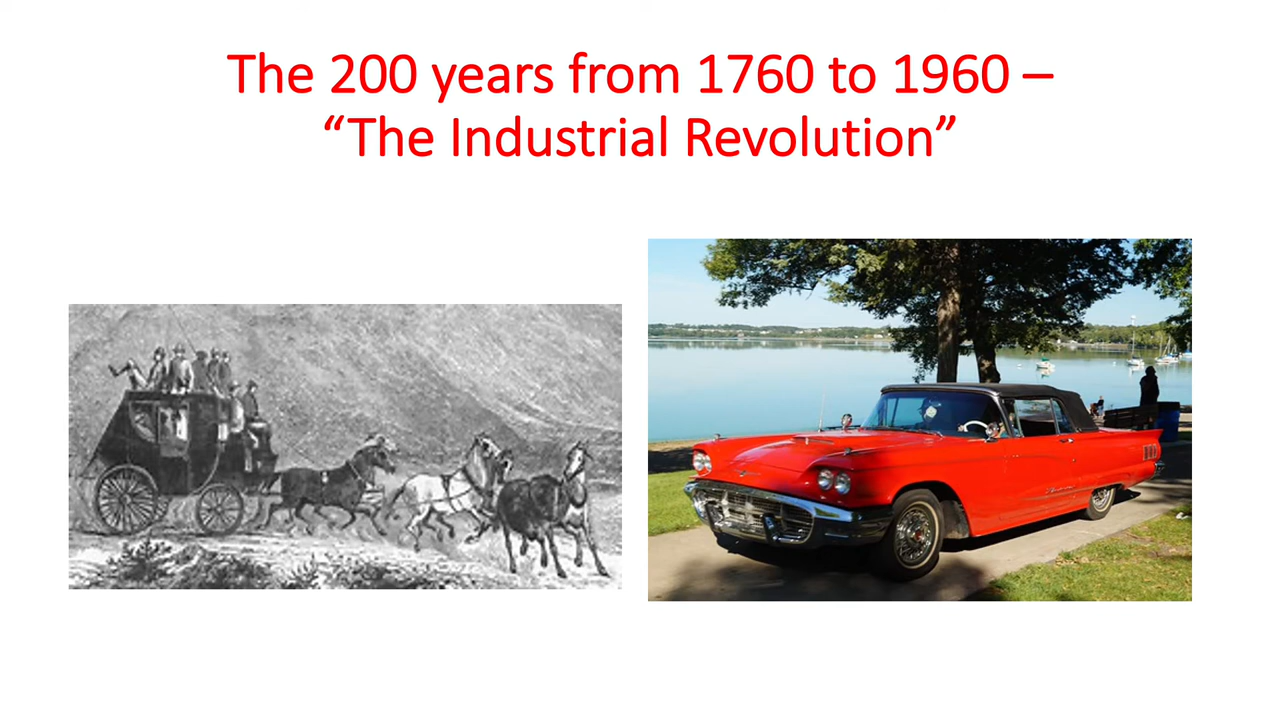 The 200 years from 1760 to 1960 –
“The Industrial Revolution”